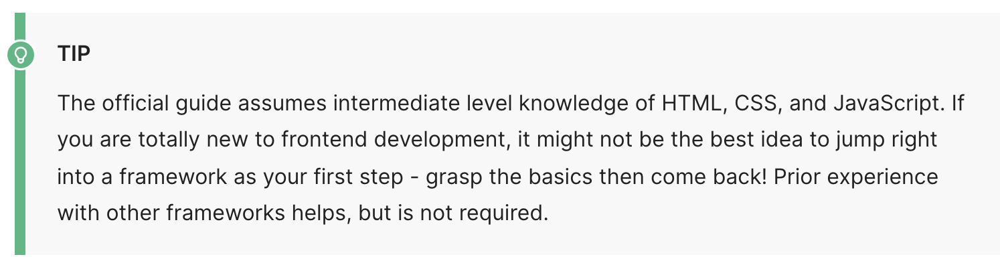 TIP
The official guide assumes intermediate level knowledge of HTML, CSS, and JavaScript. If
you are totally new to frontend development, it might not be the best idea to jump right
into a framework as your first step - grasp the basics then come back! Prior experience
with other frameworks helps, but is not required.